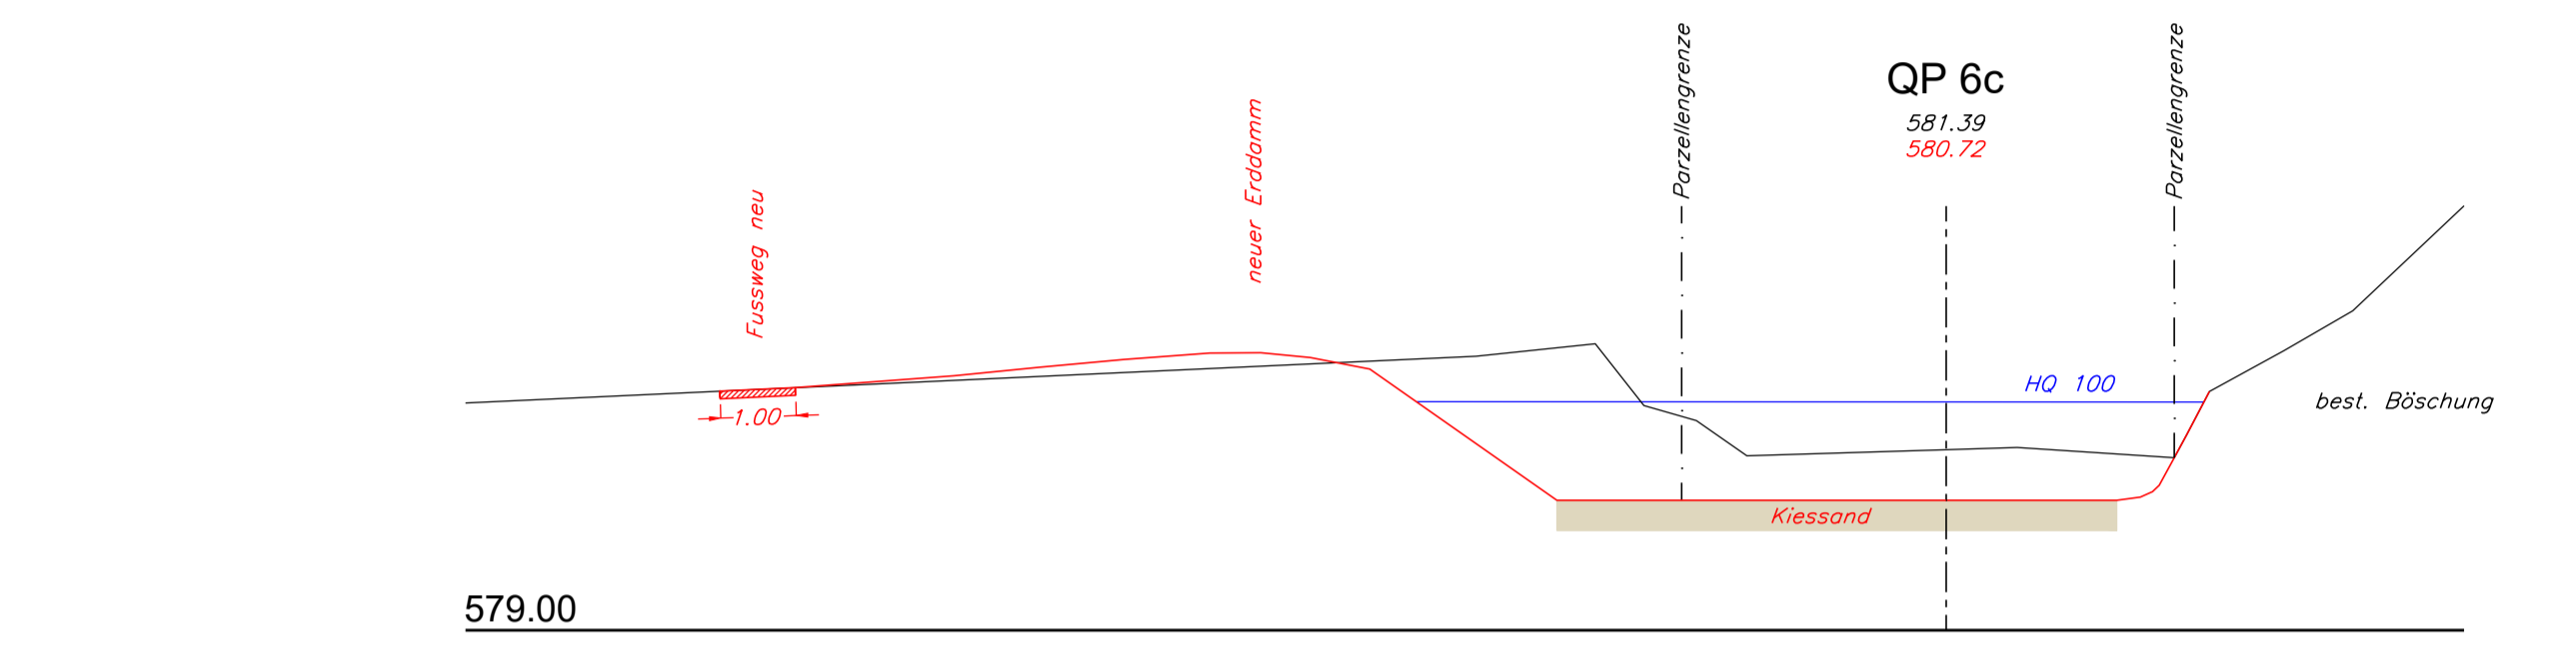 Parzellengrenze
QP 6c
581.39
580.72
Parzellengrenze
neuer Erddamm
Fussweg neu
HQ 100
best. Böschung
1.00
Kiessand
579.00